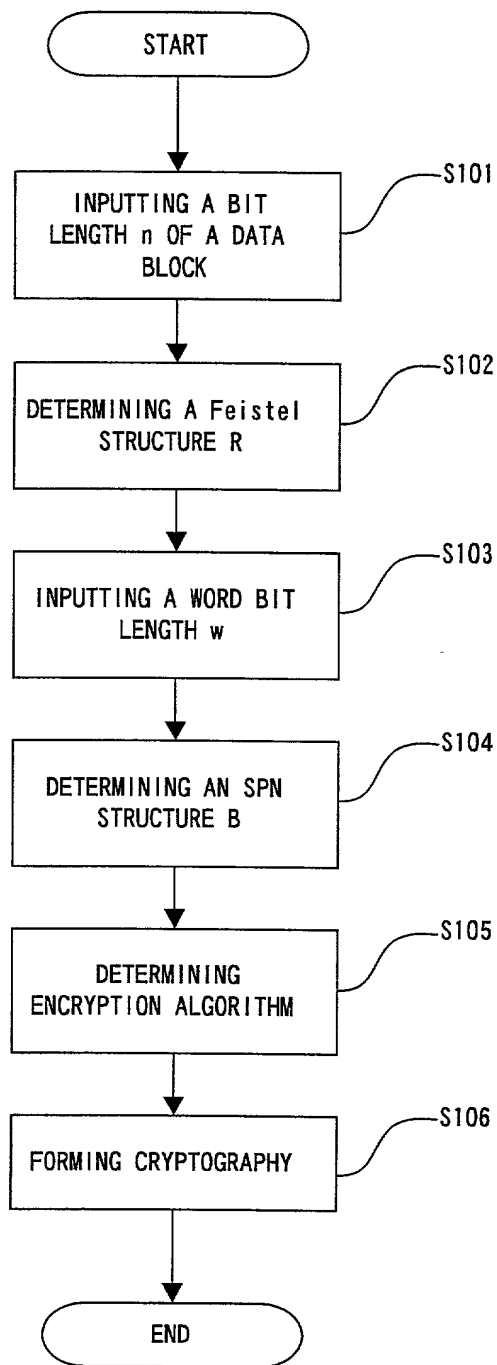 START
S101
INPUTTING A BIT
LENGTH n OF A DATA
BLOCK
S102
DETERMINING A Feistel
STRUCTURE R
S103
INPUTTING A WORD BIT
LENGTH w
S104
DETERMINING AN SPN
STRUCTURE B
S105
DETERMINING
ENCRYPTION ALGORITHM
S106
FORMING CRYPTOGRAPHY
END